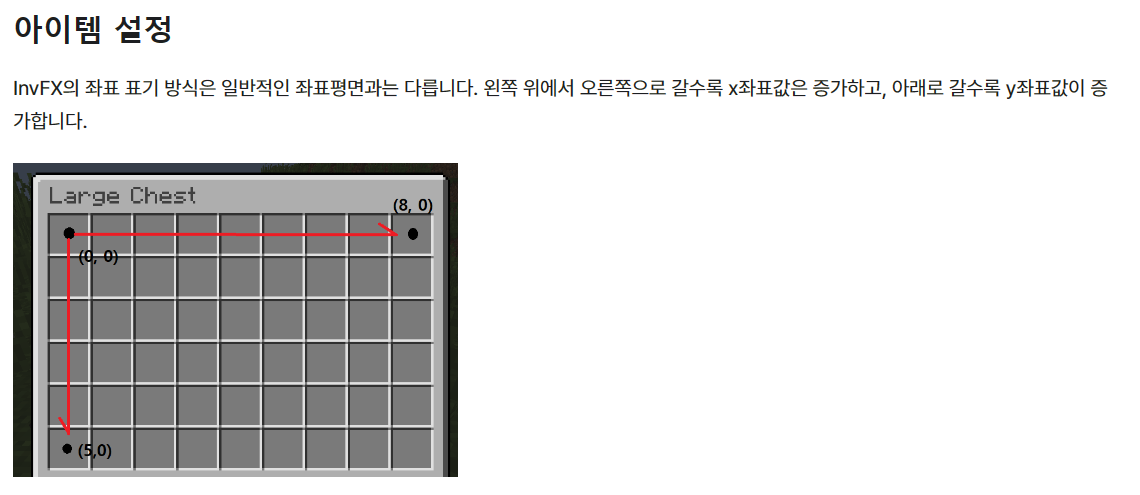 아이템 설정
InvFX의 좌표 표기 방식은 일반적인 좌표평면과는 다릅니다. 왼쪽 위에서 오른쪽으로 갈수록 x좌표값은 증가하고, 아래로 갈수록 y좌표값이 증
가합니다.
Large Chest
(8, 0)
(0, 0)
(5,0)